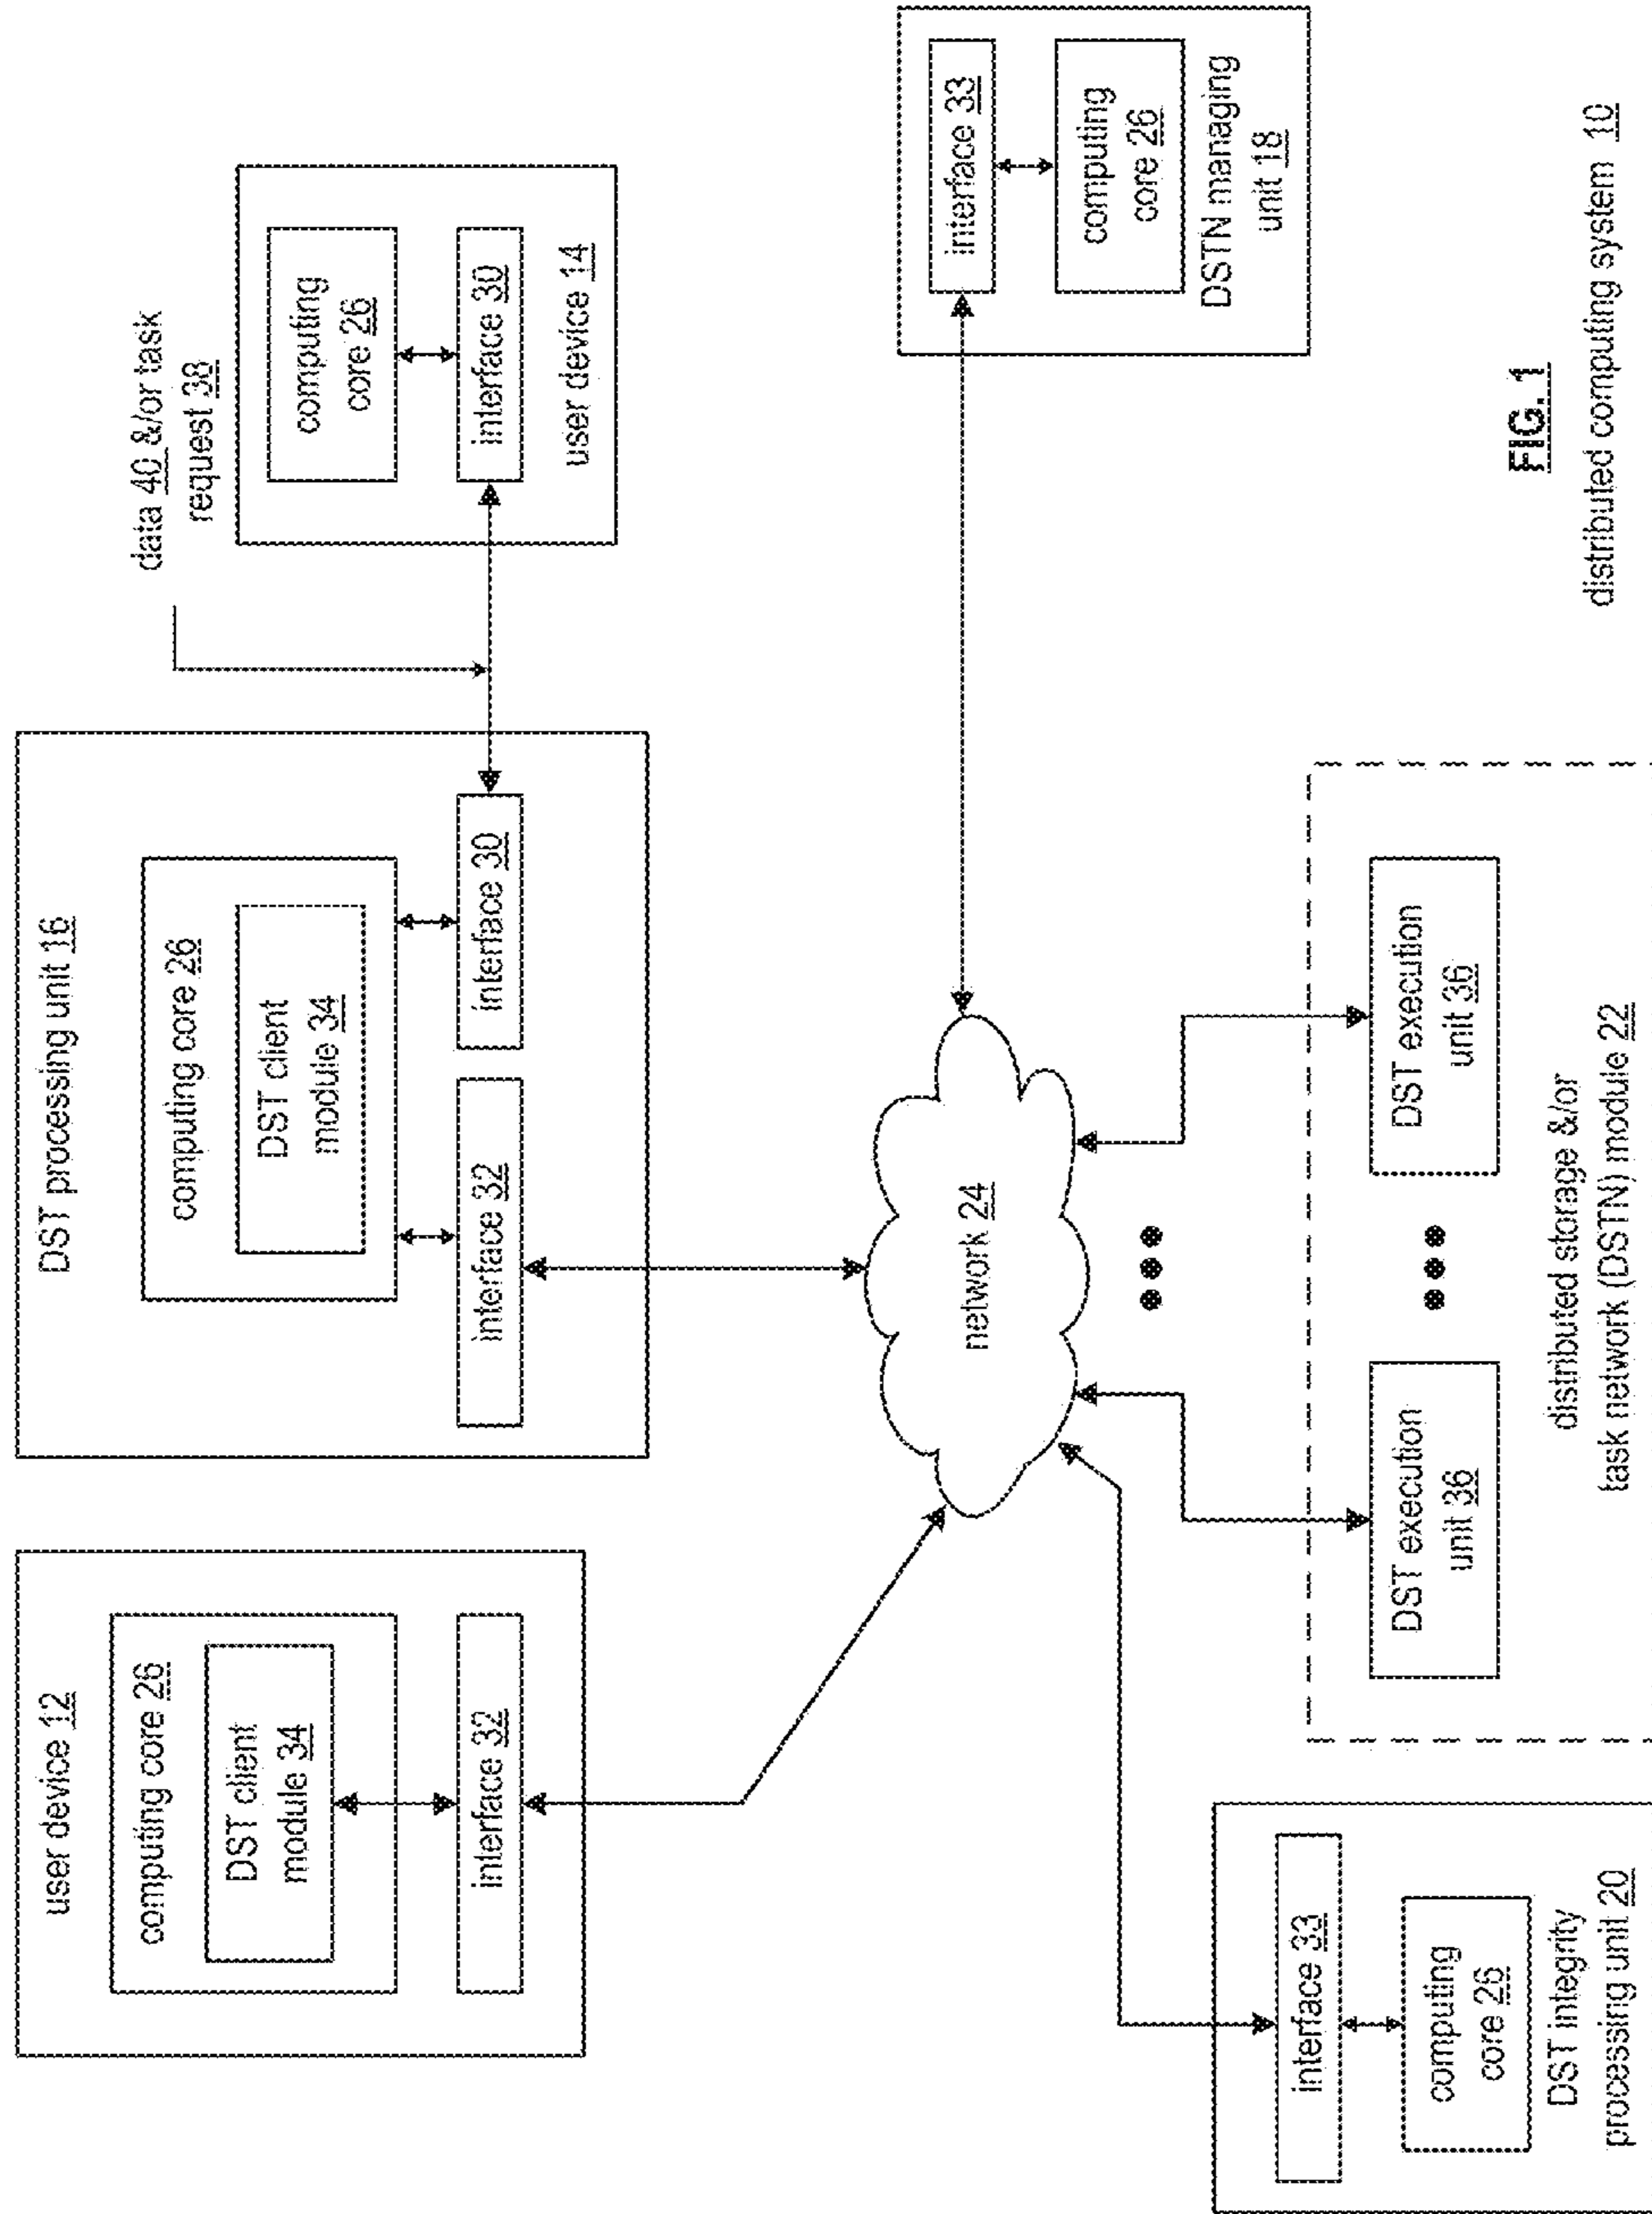 user device 12
computing core 26
DST client
module 34
interface 32
DST processing unit 16
computing core 26
DST client
module 34
interface 32
interface 30
data 40 &/or task
request 38
computing
core 26
interface 30
user device 14
network 24
interface 33
computing
core 26
DSTN managing
unit 18
interface 33
computing
core 26
DST integrity
processing unit 20
DST execution
unit 36
DST execution
unit 36
distributed storage &/or
task network (DSTN) module 22
FIG. 1
distributed computing system 10